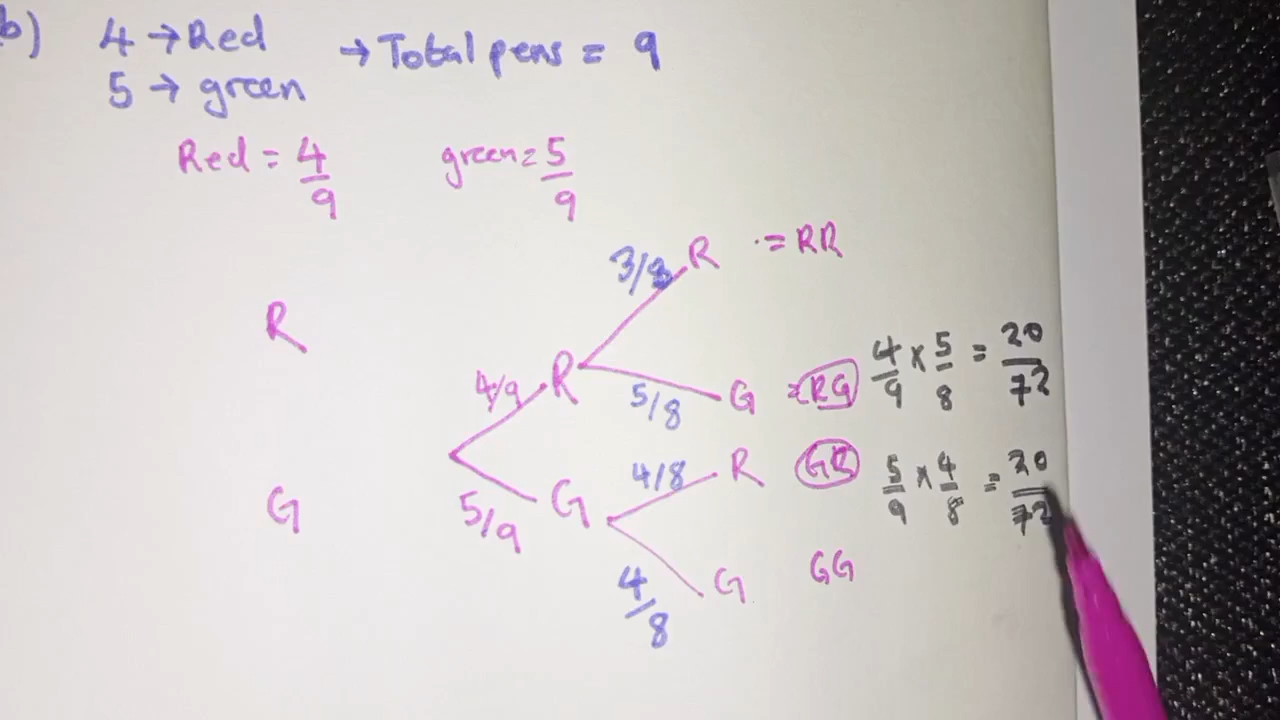 b) 4 → Red → Total pens = 9
5 → green
Red = 4/9 green = 5/9
3/8 R = RR
R
4/9 R 5/8 G = RG 4/9 × 5/8 = 20/72
G 5/9 G 4/8 R GR 5/9 × 4/8 = 20/72
4/8 G GG